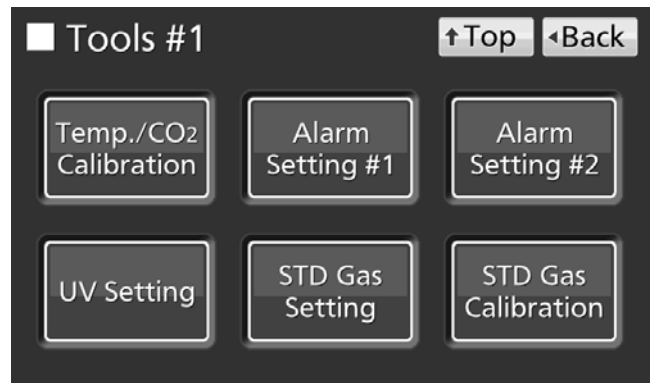 Tools #1
↑Top
◂Back
Temp./CO2
Calibration
Alarm
Setting #1
Alarm
Setting #2
UV Setting
STD Gas
Setting
STD Gas
Calibration